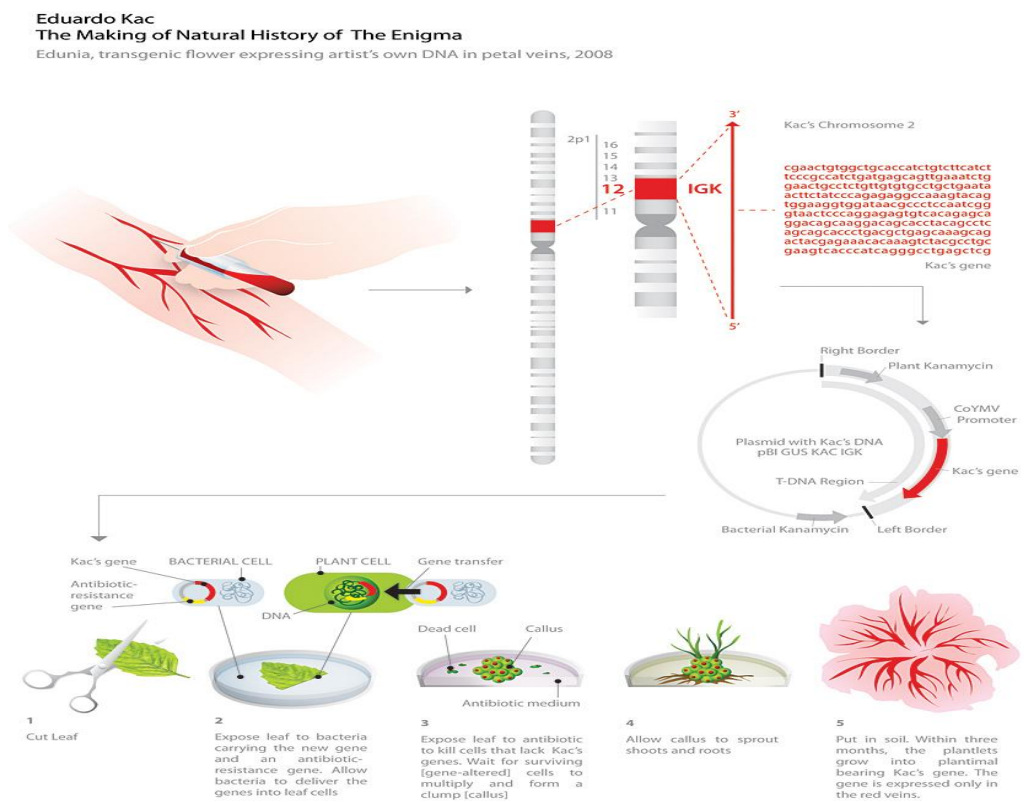 Eduardo Kac
The Making of Natural History of The Enigma
Edunia, transgenic flower expressing artist's own DNA in petal veins, 2008
2p1
16
15
14
13
12
11
IGK
3'
5'
Kac's Chromosome 2
cgaactgtggctgcaccatctgtcttcatct
tcccgccatctgatgagcagttgaaatctg
gaactgcctctgttgtgtgcctgctgaata
acttctatcccagagaggccaaagtacag
tggaaggtggataacgccctccaatcgg
gtaactcccaggagagtgtcacagagca
ggacagcaaggacagcacctacagcctc
agcagcaccctgacgctgagcaaagcag
actacgagaaacacaaagtctacgcctgc
gaagtcacccatcagggcctgagctcg
Kac's gene
Right Border
Plant Kanamycin
CoYMV
Promoter
Plasmid with Kac's DNA
pBI GUS KAC IGK
Kac's gene
T-DNA Region
Bacterial Kanamycin
Left Border
Kac's gene
BACTERIAL CELL
PLANT CELL
Gene transfer
Antibiotic-
resistance
gene
DNA
Dead cell
Callus
Antibiotic medium
1
Cut Leaf
2
Expose leaf to bacteria
carrying the new gene
and an antibiotic-
resistance gene. Allow
bacteria to deliver the
genes into leaf cells
3
Expose leaf to antibiotic
to kill cells that lack Kac's
genes. Wait for surviving
[gene-altered] cells to
multiply and form a
clump [callus]
4
Allow callus to sprout
shoots and roots
5
Put in soil. Within three
months, the plantlets
grow into plantimal
bearing Kac's gene. The
gene is expressed only in
the red veins.